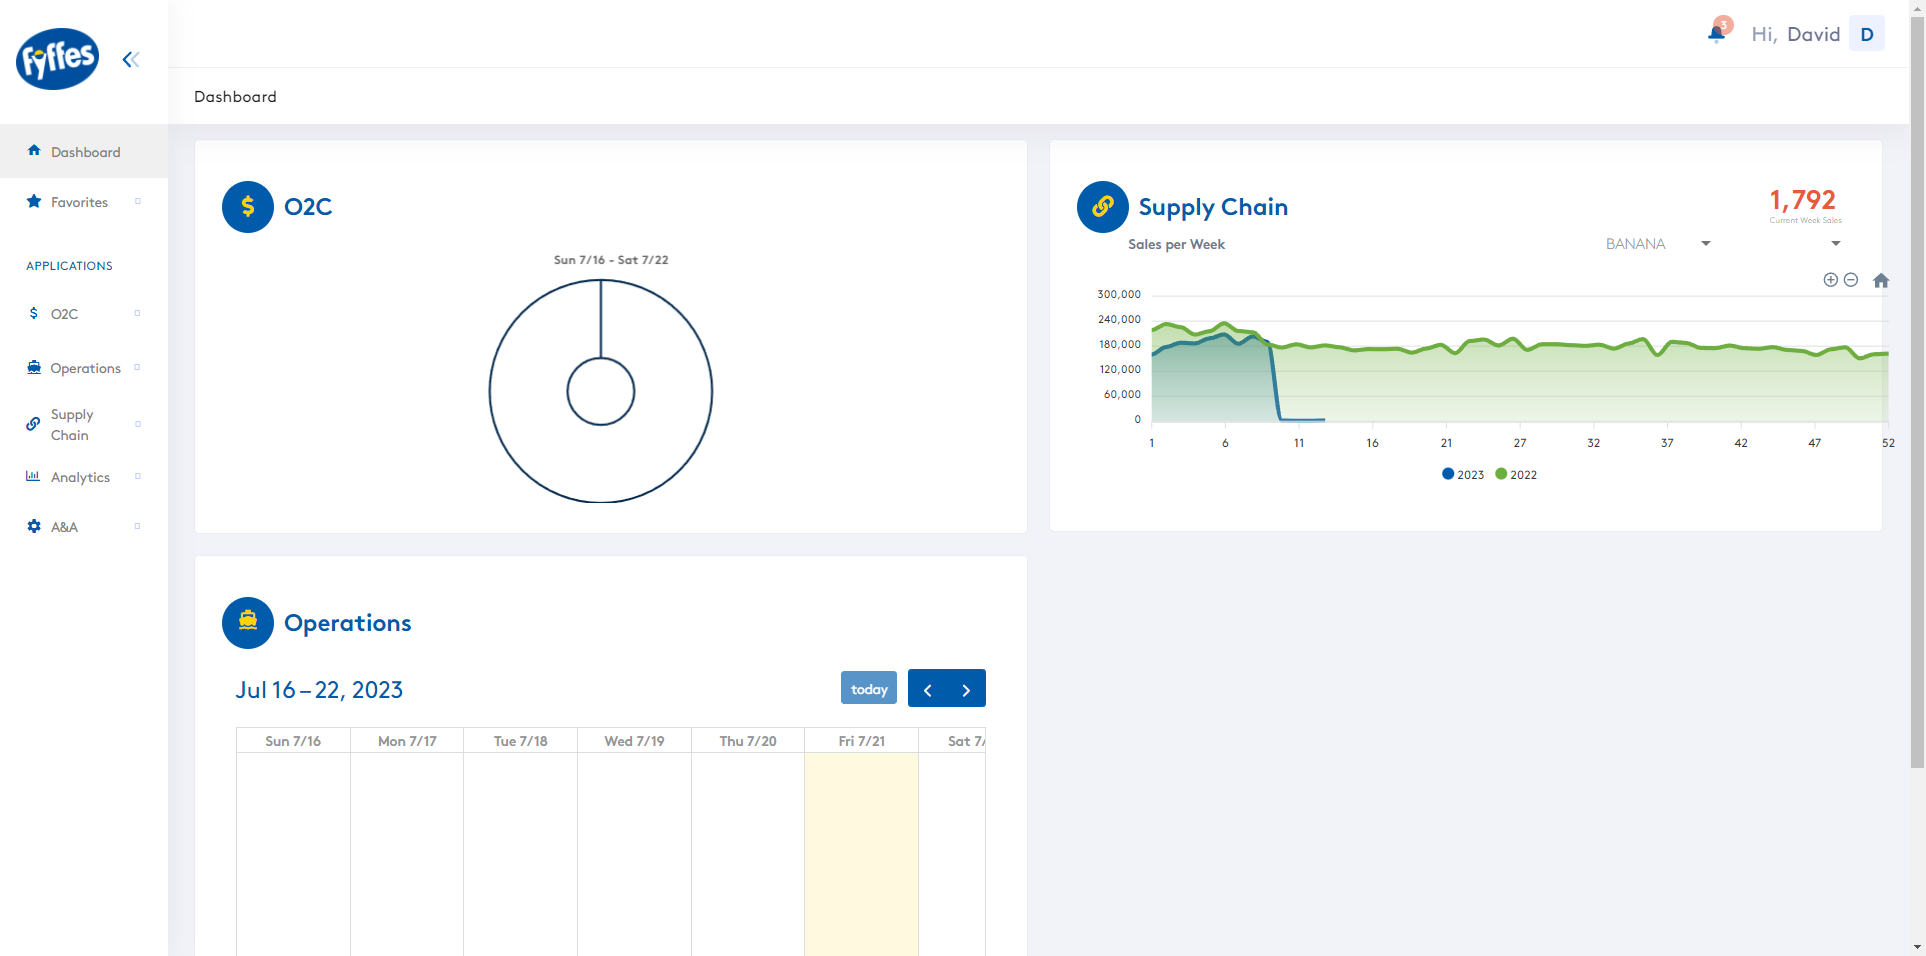 Fyffes
3
Hi, David
D
Dashboard
Dashboard
Favorites
APPLICATIONS
O2C
Operations
Supply
Chain
Analytics
A&A
$ O2C
Sun 7/16 - Sat 7/22
Supply Chain
1,792
Current Week Sales
Sales per Week
BANANA
300,000
240,000
180,000
120,000
60,000
0
1 6 11 16 21 27 32 37 42 47 52
2023 2022
Operations
Jul 16 – 22, 2023
today
Sun 7/16 Mon 7/17 Tue 7/18 Wed 7/19 Thu 7/20 Fri 7/21 Sat 7/